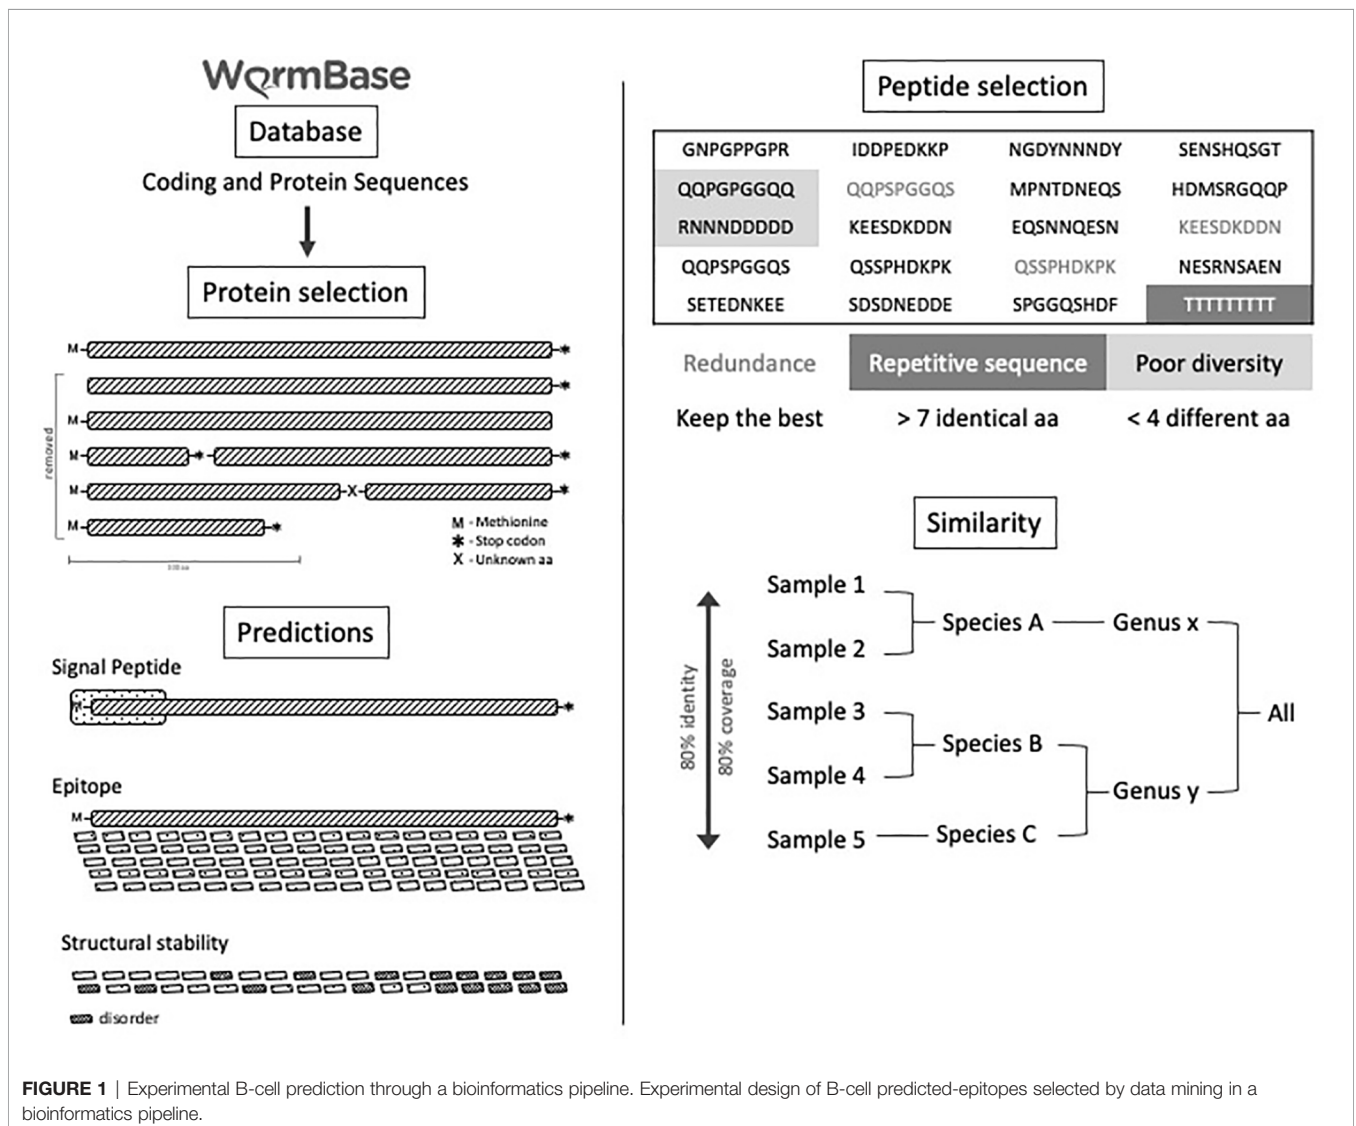 WormBase
Database
Coding and Protein Sequences
Protein selection
M *
*
M
M * *
M X *
M *
removed
M - Methionine
* - Stop codon
X - Unknown aa
Predictions
Signal Peptide
*
Epitope
M *
Structural stability
disorder
Peptide selection
GNPGPPGPR IDDPEDKKP NGDYNNNDY SENSHQSGT
QQPGPGGQQ QQPSPGGQS MPNTDNEQS HDMSRGQQP
RNNNDDDDD KEESDKDDN EQSNNQESN KEESDKDDN
QQPSPGGQS QSSPHDKPK QSSPHDKPK NESRNSAEN
SETEDNKEE SDSDNEDDE SPGGQSHDF TTTTTTTTT
Redundance Repetitive sequence Poor diversity
Keep the best > 7 identical aa < 4 different aa
Similarity
80% identity
80% coverage
Sample 1
Species A Genus x
Sample 2
Sample 3
All
Species B
Sample 4
Genus y
Sample 5 Species C
FIGURE 1 | Experimental B-cell prediction through a bioinformatics pipeline. Experimental design of B-cell predicted-epitopes selected by data mining in a
bioinformatics pipeline.